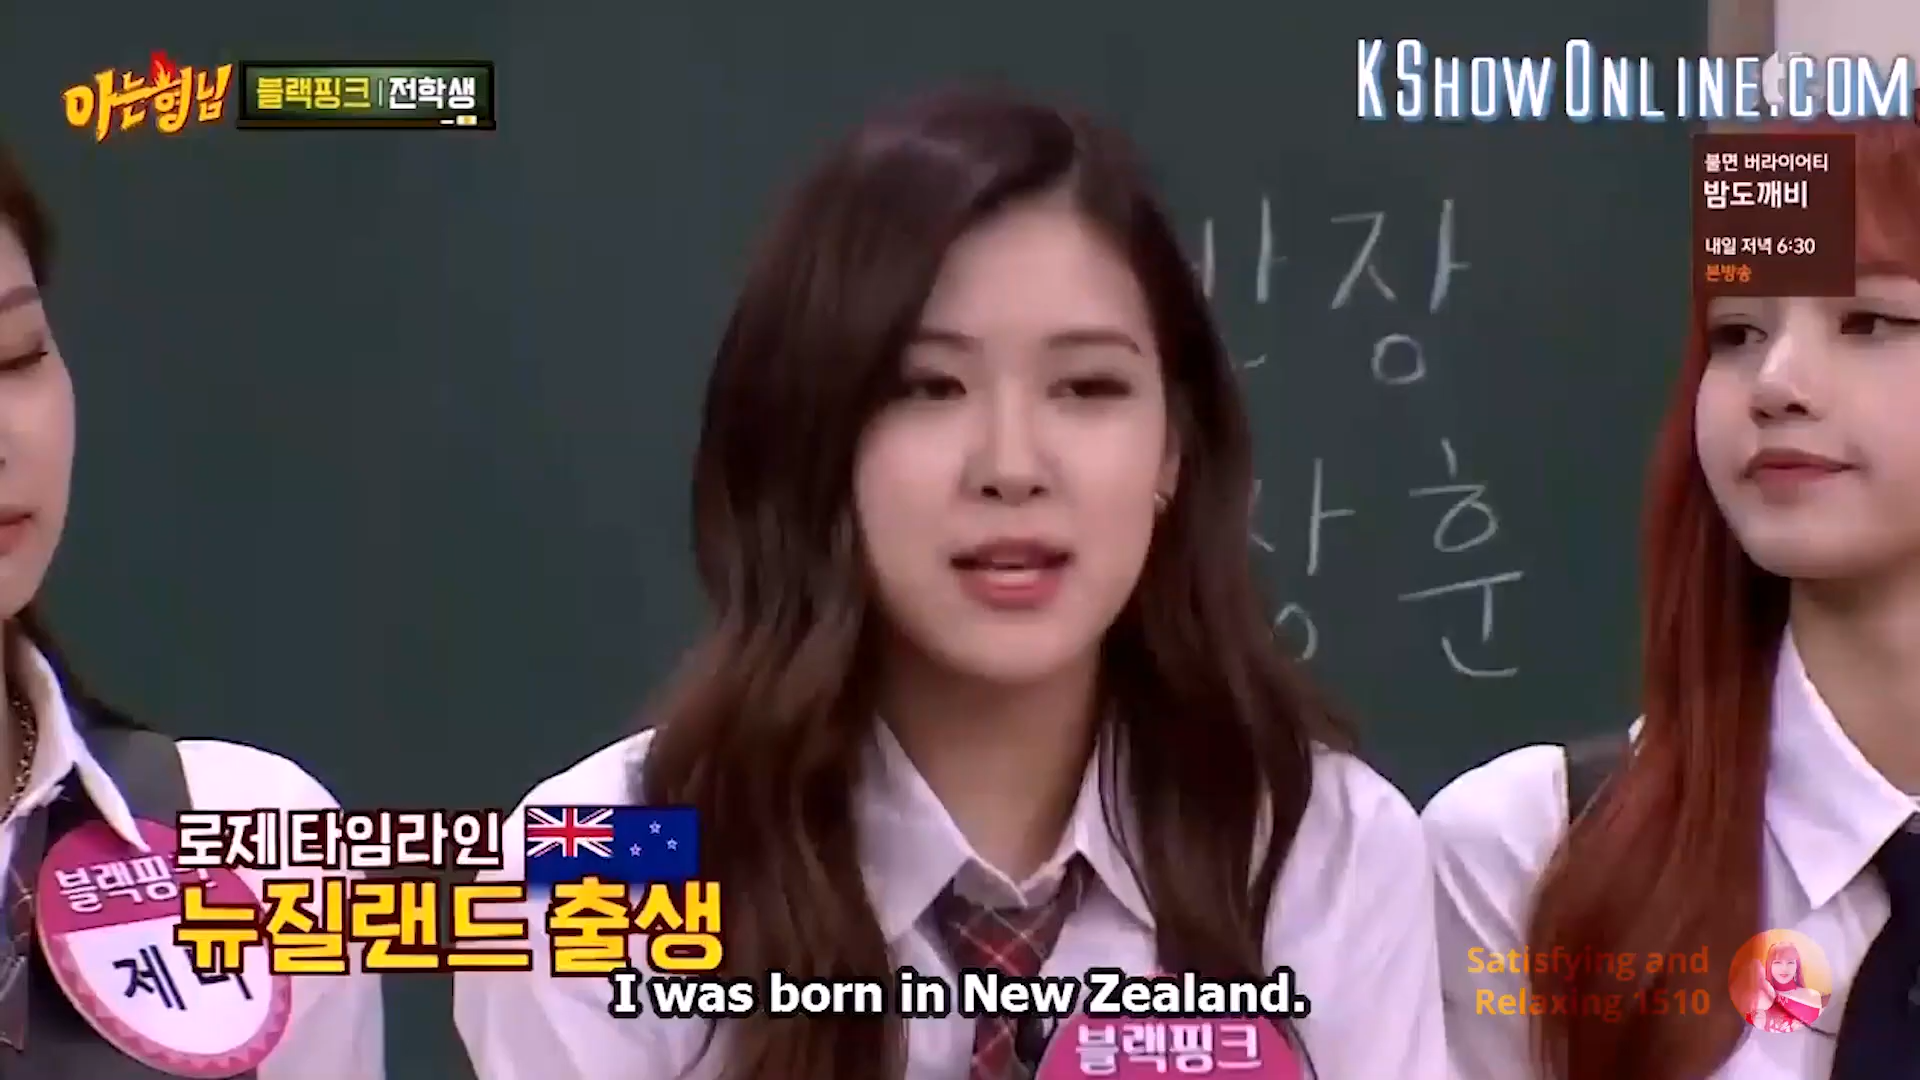 아는형님
블랙핑크 | 전학생
KSHOWONLINE.COM
불면 버라이어티
밤도깨비
내일 저녁 6:30
본방송
반장
상훈
로제 타임라인
뉴질랜드 출생
블랙핑크
I was born in New Zealand.
Satisfying and
Relaxing 1510
블랙핑크